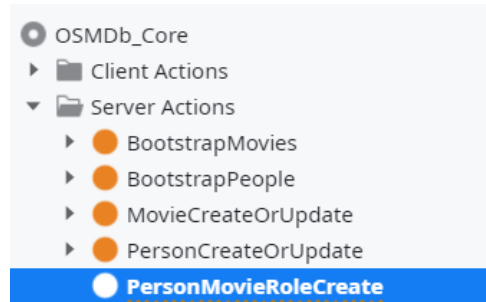 OSMDb_Core
Client Actions
Server Actions
BootstrapMovies
BootstrapPeople
MovieCreateOrUpdate
PersonCreateOrUpdate
PersonMovieRoleCreate